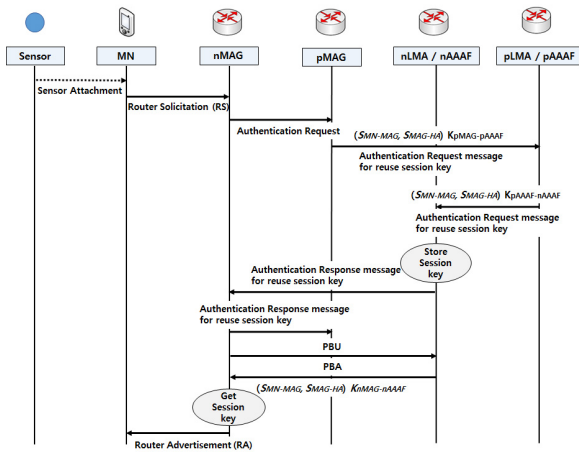 Sensor
MN
nMAG
pMAG
nLMA / nAAAF
pLMA / pAAAF
Sensor Attachment
Router Solicitation (RS)
Authentication Request
(SMN-MAG, SMAG-HA) KpMAG-pAAAF
Authentication Request message
for reuse session key
(SMN-MAG, SMAG-HA) KpAAAF-nAAAF
Authentication Request message
for reuse session key
Store
Session
key
Authentication Response message
for reuse session key
Authentication Response message
for reuse session key
PBU
PBA
(SMN-MAG, SMAG-HA) KnMAG-nAAAF
Get
Session
key
Router Advertisement (RA)